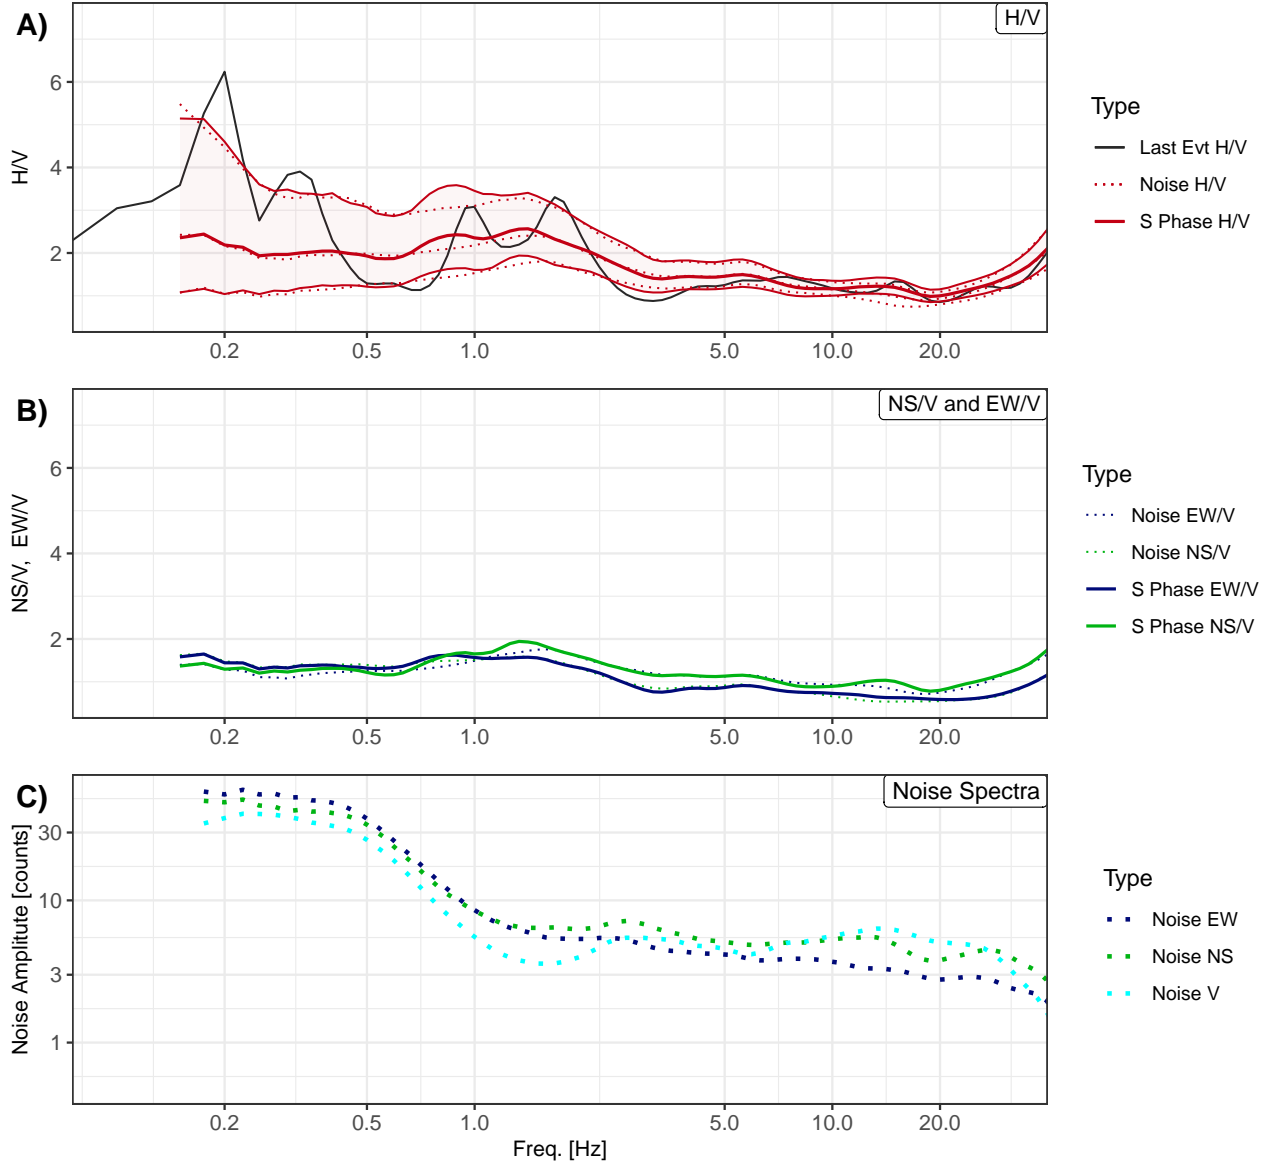 A)
H/V
H/V
6
4
2
0.2 0.5 1.0 5.0 10.0 20.0
Type
Last Evt H/V
Noise H/V
S Phase H/V
B)
NS/V and EW/V
NS/V,  EW/V
6
4
2
0.2 0.5 1.0 5.0 10.0 20.0
Type
Noise EW/V
Noise NS/V
S Phase EW/V
S Phase NS/V
C)
Noise Spectra
Noise Amplitude [counts]
30
10
3
1
0.2 0.5 1.0 5.0 10.0 20.0
Freq. [Hz]
Type
Noise EW
Noise NS
Noise V